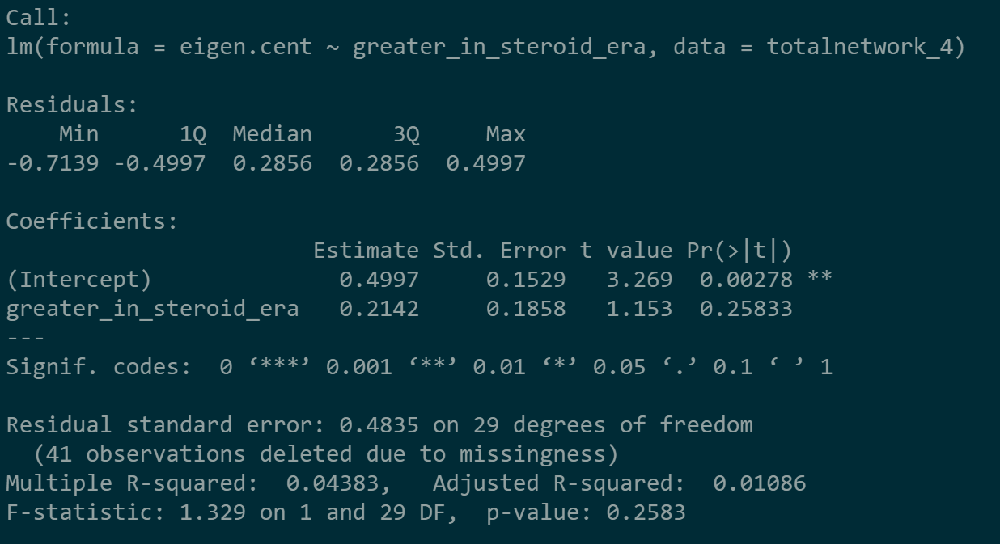 Call:
lm(formula = eigen.cent ~ greater_in_steroid_era, data = totalnetwork_4)
Residuals:
    Min      1Q  Median      3Q     Max
-0.7139 -0.4997  0.2856  0.2856  0.4997
Coefficients:
                       Estimate Std. Error t value Pr(>|t|)
(Intercept)              0.4997     0.1529   3.269  0.00278 **
greater_in_steroid_era   0.2142     0.1858   1.153  0.25833
---
Signif. codes:  0 ‘***’ 0.001 ‘**’ 0.01 ‘*’ 0.05 ‘.’ 0.1 ‘ ’ 1
Residual standard error: 0.4835 on 29 degrees of freedom
  (41 observations deleted due to missingness)
Multiple R-squared:  0.04383,   Adjusted R-squared:  0.01086
F-statistic: 1.329 on 1 and 29 DF,  p-value: 0.2583